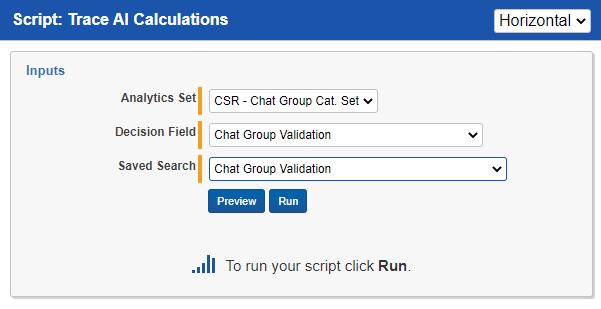 Script: Trace AI Calculations Horizontal
Inputs
Analytics Set CSR - Chat Group Cat. Set
Decision Field Chat Group Validation
Saved Search Chat Group Validation
Preview Run
To run your script click Run.